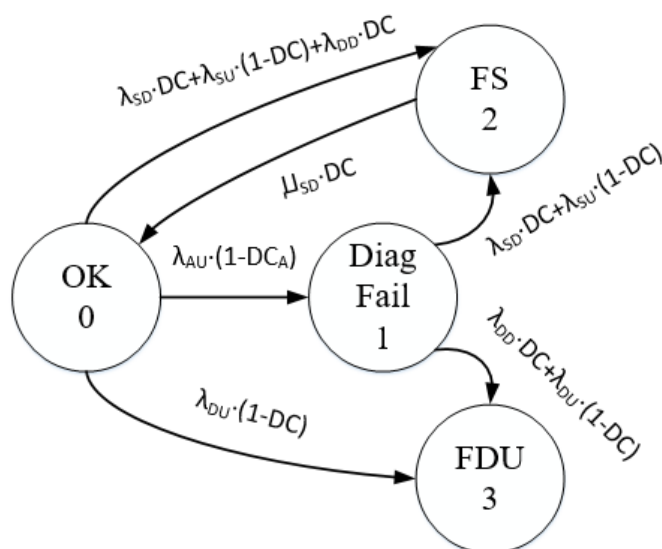 λSD·DC+λSU·(1-DC)+λDD·DC
FS
2
μSD·DC
λSD·DC+λSU·(1-DC)
OK
0
λAU·(1-DCA)
Diag
Fail
1
λDD·DC+λDU·(1-DC)
λDU·(1-DC)
FDU
3